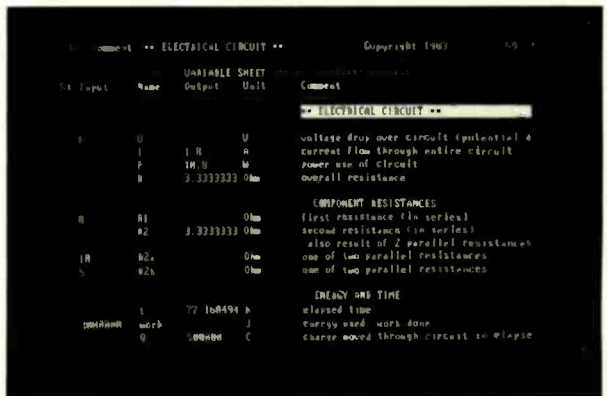 Comment •• ELECTRICAL CIRCUIT •• Copyright 1983
VARIABLE SHEET
St Input Name Output Unit Comment
•• ELECTRICAL CIRCUIT ••
voltage drop over circuit (potential d
I A current flow through entire circuit
P W power use of circuit
R 3.3333333 Ohm overall resistance
COMPONENT RESISTANCES
R1 Ohm first resistance (in series)
R2 3.3333333 Ohm second resistance (in series)
also result of 2 parallel resistances
10 R2a Ohm one of two parallel resistances
5 R2b Ohm one of two parallel resistances
ENERGY AND TIME
t elapsed time
work J energy used, work done
Q C charge moved through circuit in elapse